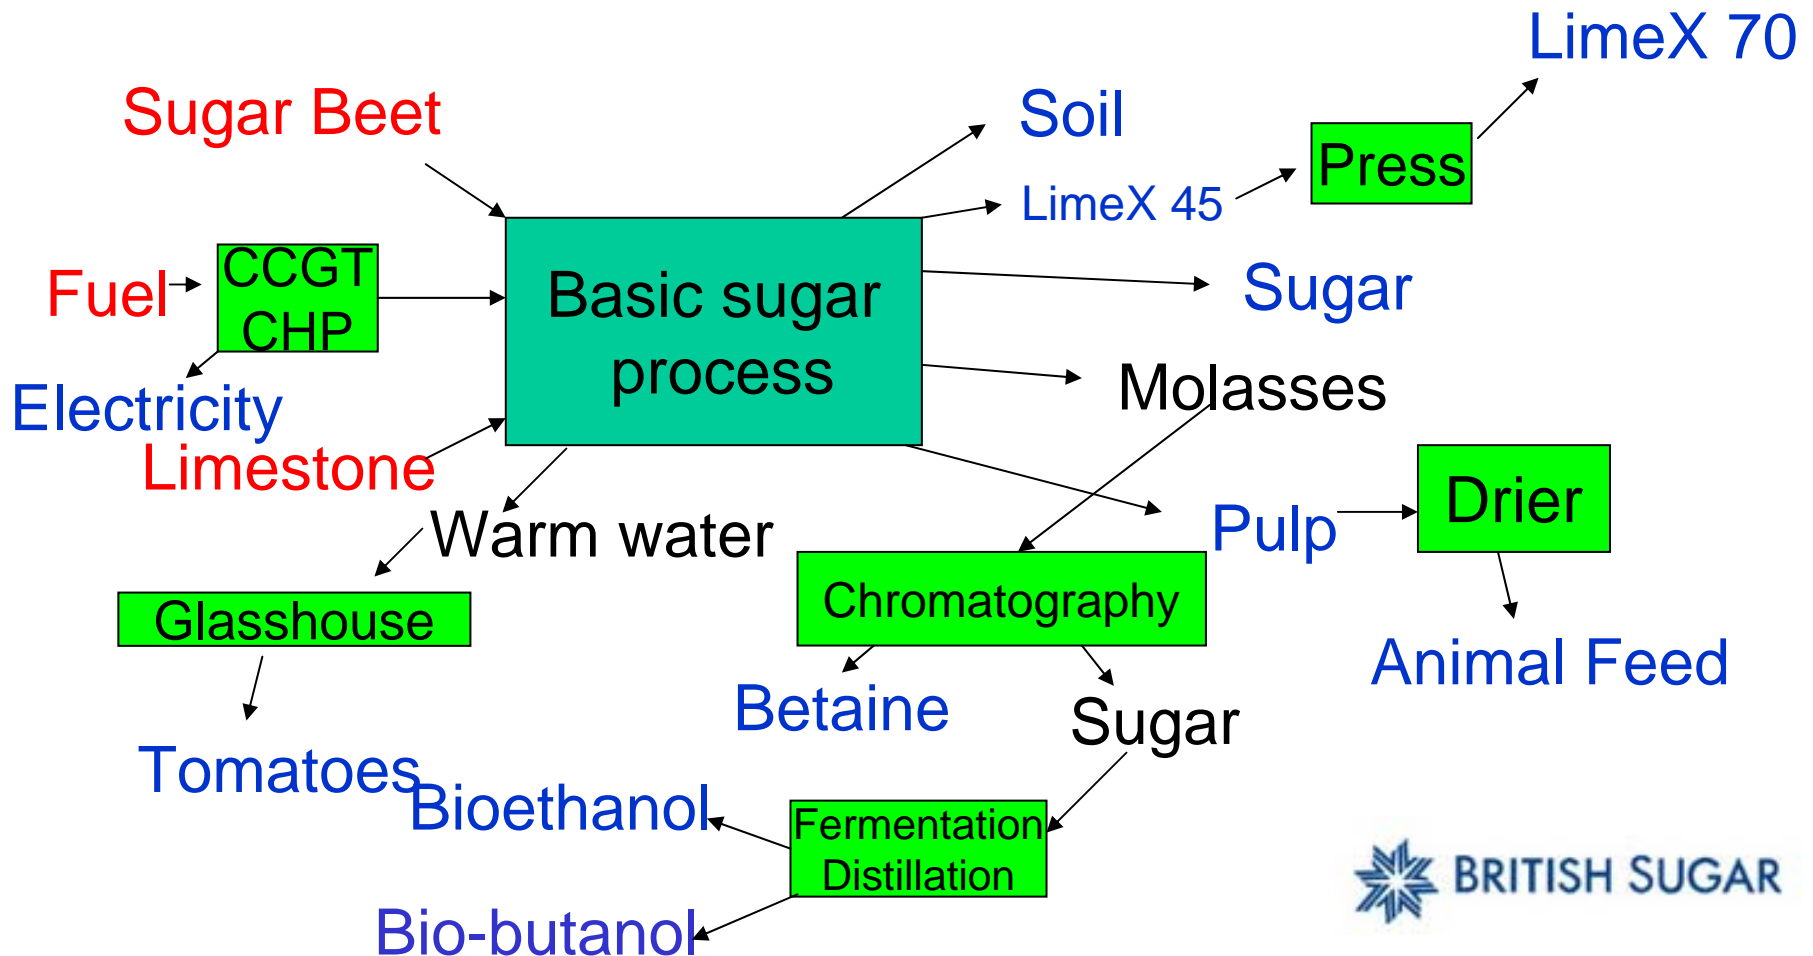 LimeX 70
Sugar Beet
Soil
Press
LimeX 45
CCGT
CHP
Fuel
Basic sugar
process
Sugar
Electricity
Molasses
Limestone
Drier
Warm water
Pulp
Glasshouse
Chromatography
Animal Feed
Betaine
Sugar
Tomatoes
Bioethanol
Fermentation
Distillation
BRITISH SUGAR
Bio-butanol